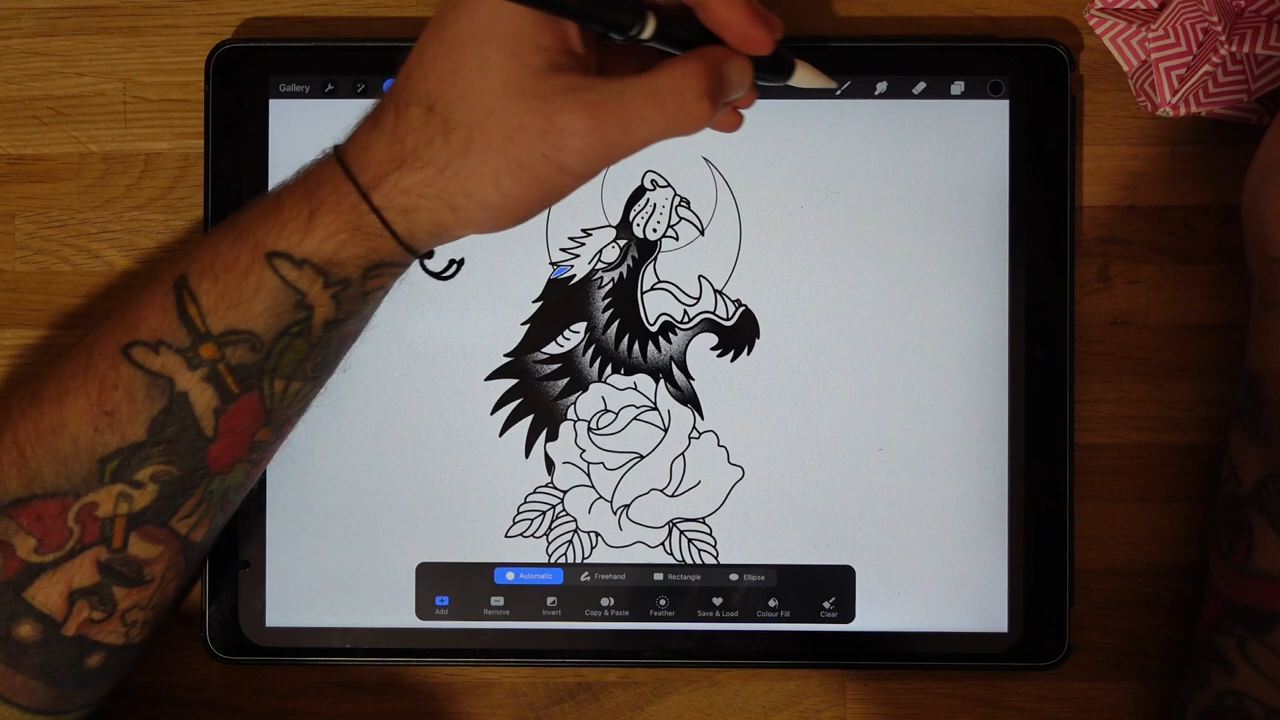 Gallery
Automatic Freehand Rectangle Ellipse
Add Remove Invert Copy & Paste Feather Save & Load Colour Fill Clear